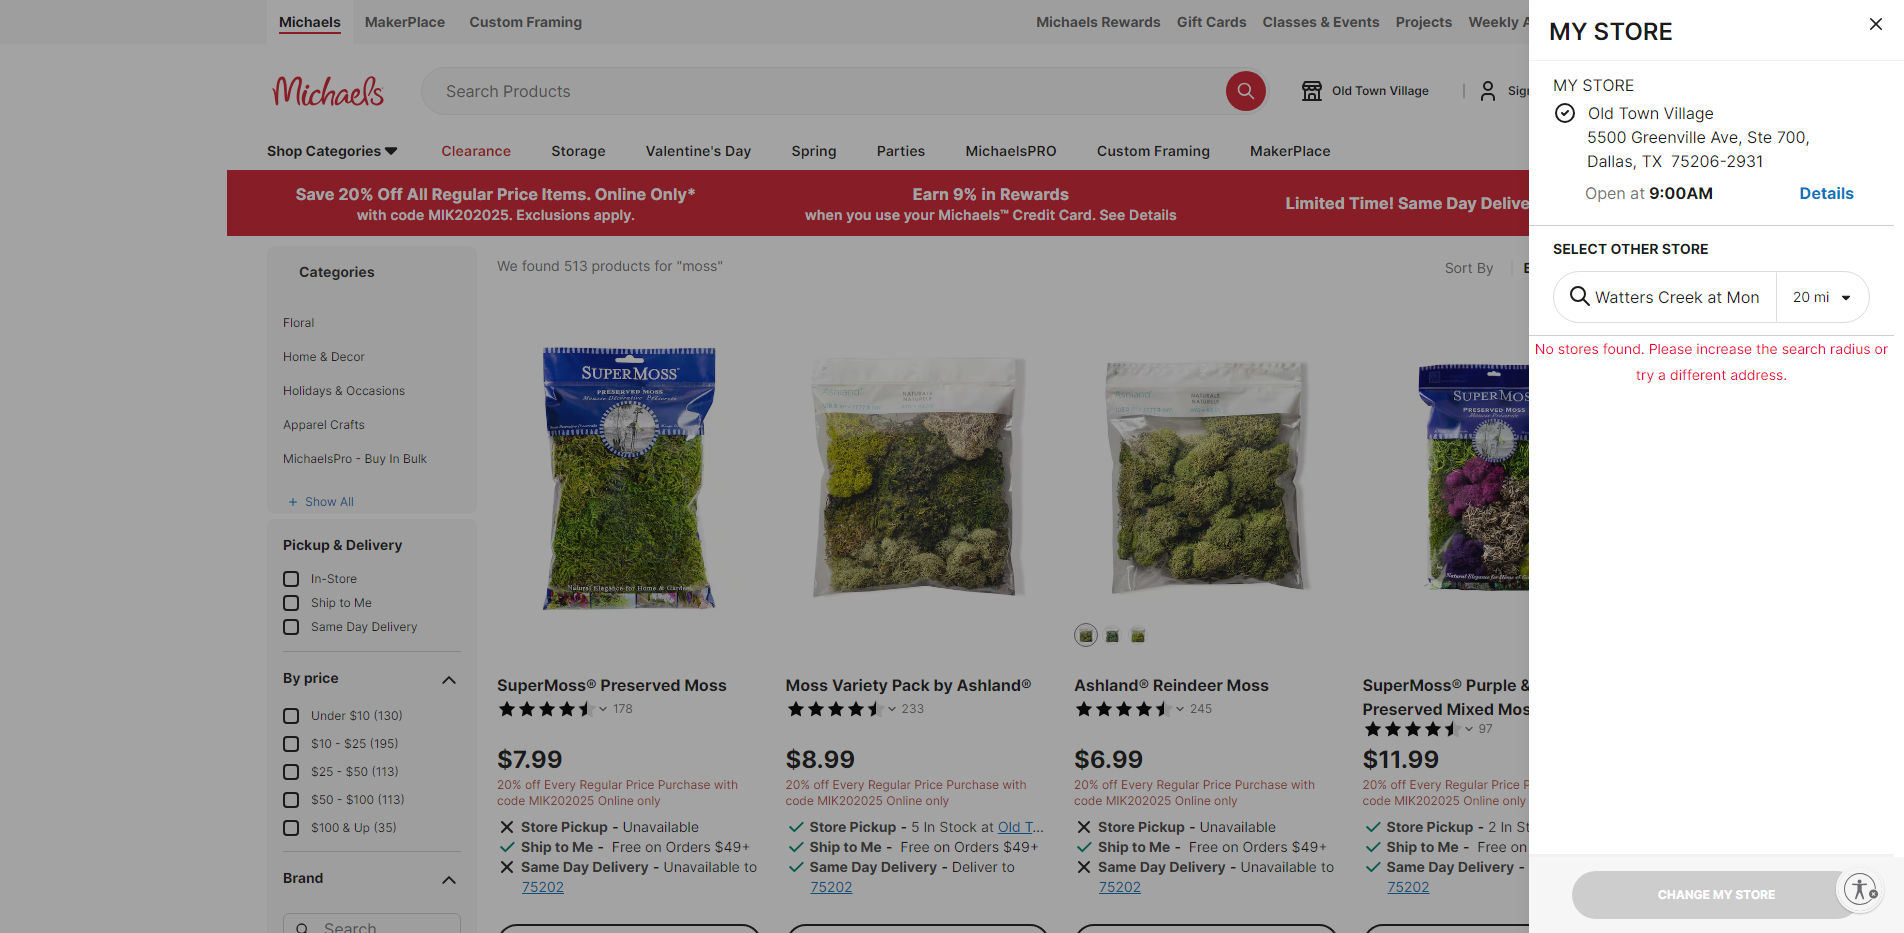 Michaels
MakerPlace
Custom Framing
Michaels Rewards
Gift Cards
Classes & Events
Projects
Weekly A
Michaels
Search Products
Old Town Village
Sign
Shop Categories
Clearance
Storage
Valentine's Day
Spring
Parties
MichaelsPRO
Custom Framing
MakerPlace
Save 20% Off All Regular Price Items. Online Only*
with code MIK202025. Exclusions apply.
Earn 9% in Rewards
when you use your Michaels™ Credit Card. See Details
Limited Time! Same Day Delive
Categories
Floral
Home & Decor
Holidays & Occasions
Apparel Crafts
MichaelsPro - Buy In Bulk
+ Show All
Pickup & Delivery
In-Store
Ship to Me
Same Day Delivery
By price
Under $10 (130)
$10 - $25 (195)
$25 - $50 (113)
$50 - $100 (113)
$100 & Up (35)
Brand
Search
We found 513 products for "moss"
Sort By
SUPERMOSS
PRESERVED MOSS
Natural Elegance for Home & Garden
SuperMoss® Preserved Moss
178
$7.99
20% off Every Regular Price Purchase with
code MIK202025 Online only
Store Pickup - Unavailable
Ship to Me - Free on Orders $49+
Same Day Delivery - Unavailable to
75202
Ashland
NATURALS
NATURELS
Moss Variety Pack by Ashland®
233
$8.99
20% off Every Regular Price Purchase with
code MIK202025 Online only
Store Pickup - 5 In Stock at Old T...
Ship to Me - Free on Orders $49+
Same Day Delivery - Deliver to
75202
Ashland
NATURALS
NATURELS
Ashland® Reindeer Moss
245
$6.99
20% off Every Regular Price Purchase with
code MIK202025 Online only
Store Pickup - Unavailable
Ship to Me - Free on Orders $49+
Same Day Delivery - Unavailable to
75202
SUPERMOS
PRESERVED MOSS
SuperMoss® Purple &
Preserved Mixed Mos
97
$11.99
20% off Every Regular Price Purchase
code MIK202025 Online only
Store Pickup - 2 In St
Ship to Me - Free on
Same Day Delivery -
75202
MY STORE
MY STORE
Old Town Village
5500 Greenville Ave, Ste 700,
Dallas, TX 75206-2931
Open at 9:00AM
Details
SELECT OTHER STORE
Watters Creek at Mon
20 mi
No stores found. Please increase the search radius or
try a different address.
CHANGE MY STORE